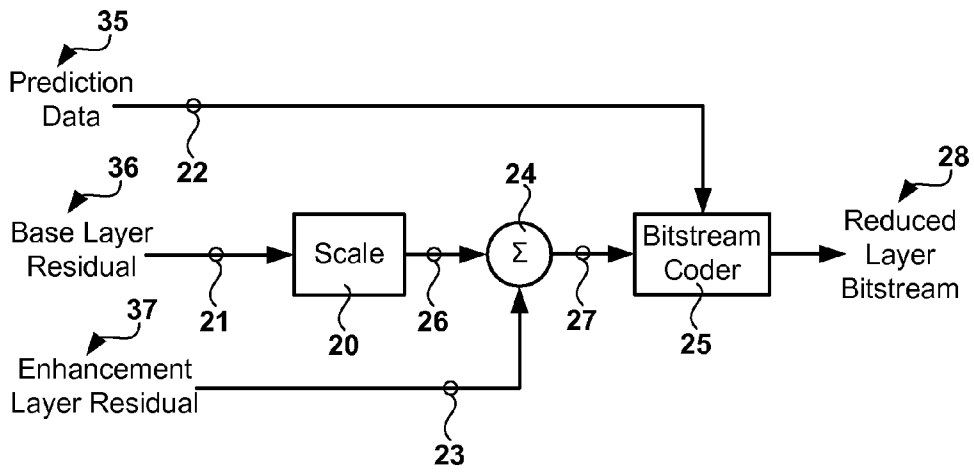 35
Prediction
Data
22
36
Base Layer
Residual
21
Scale
20
26
24
Σ
27
Bitstream
Coder
25
28
Reduced
Layer
Bitstream
37
Enhancement
Layer Residual
23